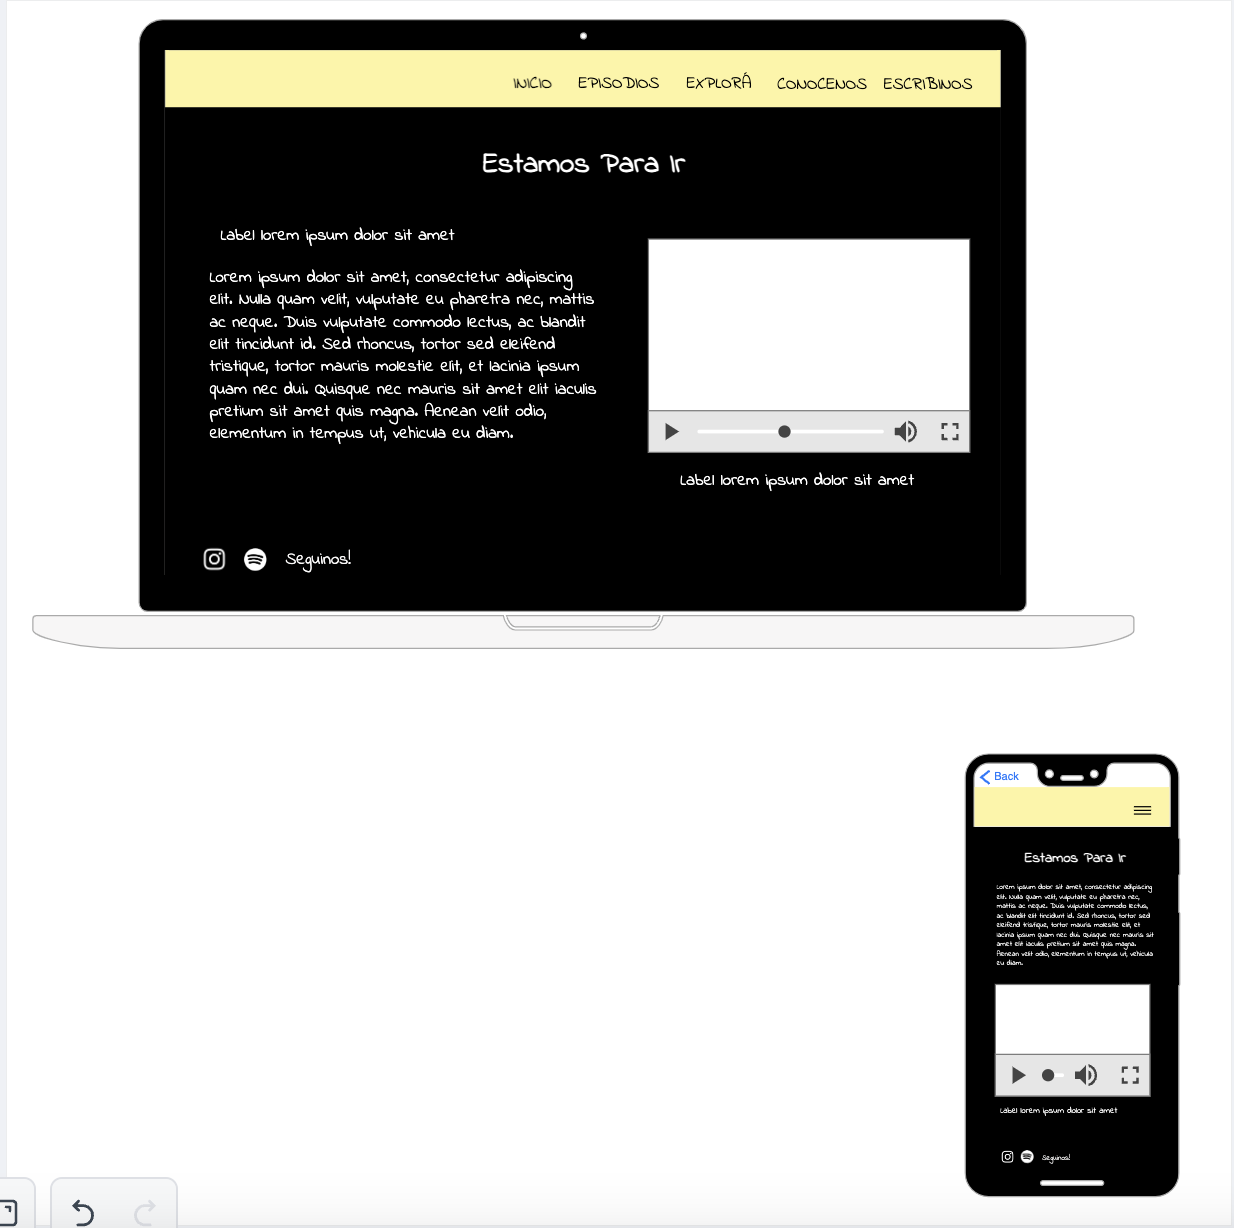 INICIO EPISODIOS EXPLORÁ CONOCENOS ESCRIBINOS
Estamos Para Ir
Label lorem ipsum dolor sit amet
Lorem ipsum dolor sit amet, consectetur adipiscing
elit. Nulla quam velit, vulputate eu pharetra nec, mattis
ac neque. Duis vulputate commodo lectus, ac blandit
elit tincidunt id. Sed rhoncus, tortor sed eleifend
tristique, tortor mauris molestie elit, et lacinia ipsum
quam nec dui. Quisque nec mauris sit amet elit iaculis
pretium sit amet quis magna. Aenean velit odio,
elementum in tempus ut, vehicula eu diam.
Label lorem ipsum dolor sit amet
Seguinos!
Back
Estamos Para Ir
Lorem ipsum dolor sit amet, consectetur adipiscing
elit. Nulla quam velit, vulputate eu pharetra nec,
mattis ac neque. Duis vulputate commodo lectus,
ac blandit elit tincidunt id. Sed rhoncus, tortor sed
eleifend tristique, tortor mauris molestie elit, et
lacinia ipsum quam nec dui. Quisque nec mauris sit
amet elit iaculis pretium sit amet quis magna.
Aenean velit odio, elementum in tempus ut, vehicula
eu diam.
Label lorem ipsum dolor sit amet
Seguinos!